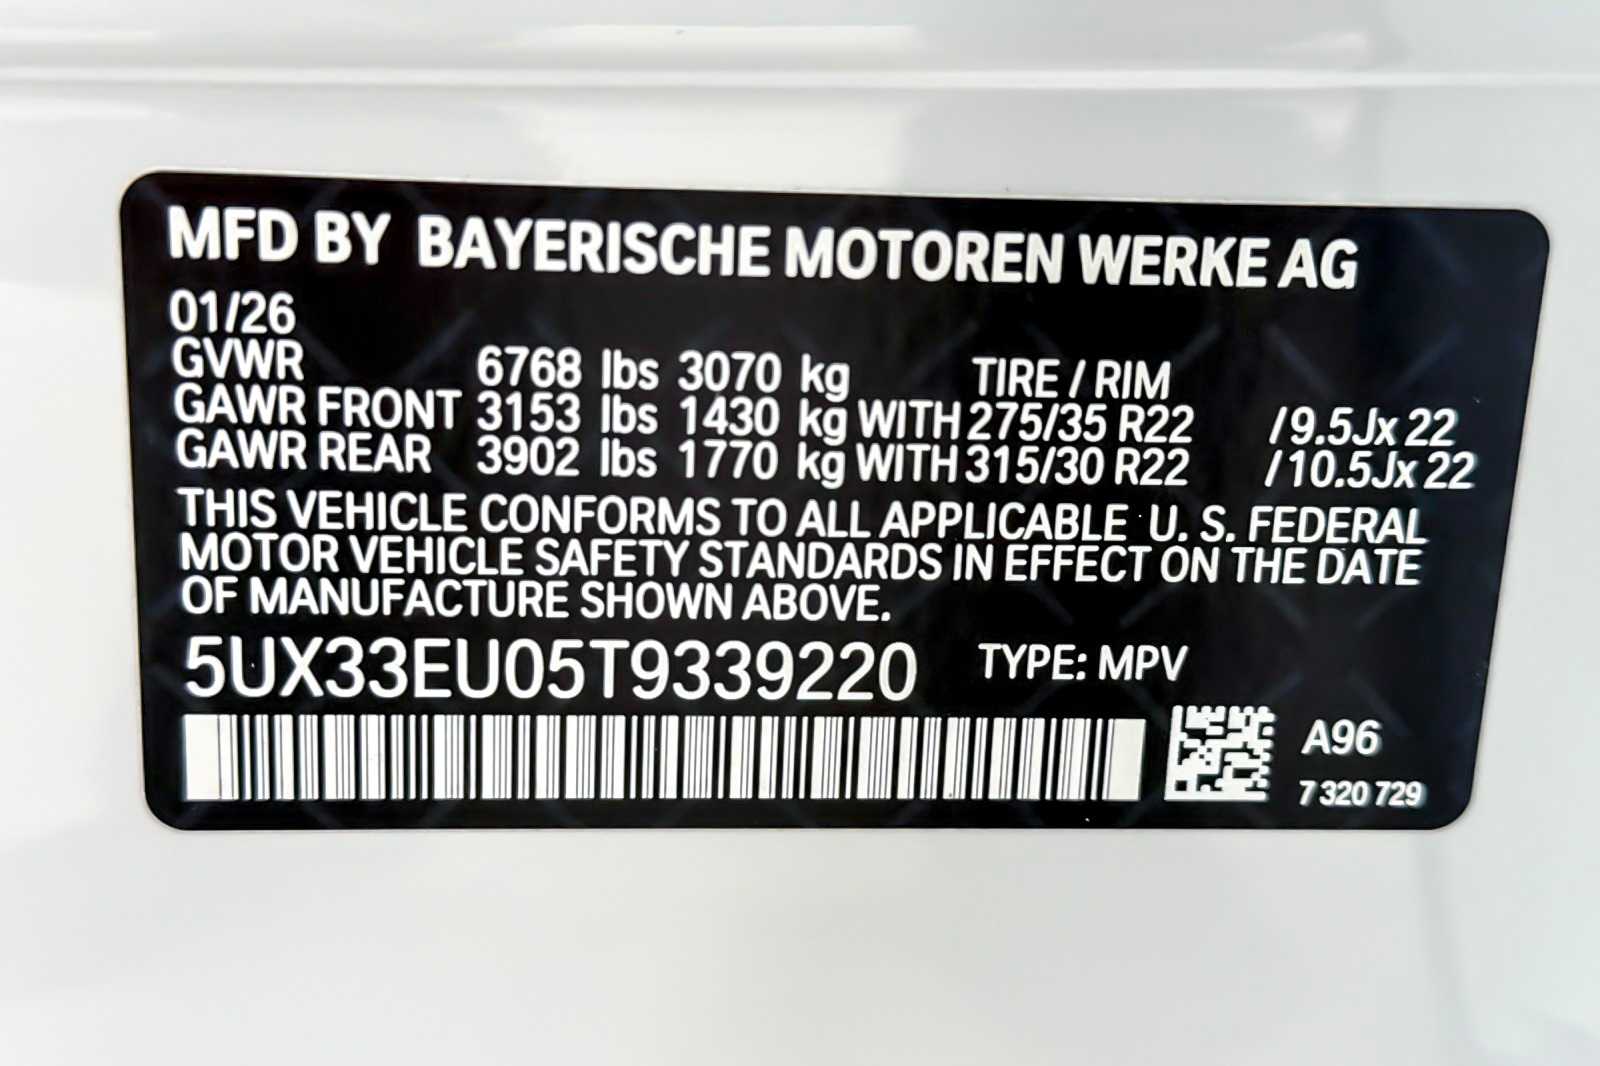 MFD BY BAYERISCHE MOTOREN WERKE AG
01/26
GVWR 6768 lbs 3070 kg TIRE / RIM
GAWR FRONT 3153 lbs 1430 kg WITH 275/35 R22 /9.5Jx 22
GAWR REAR 3902 lbs 1770 kg WITH 315/30 R22 /10.5Jx 22
THIS VEHICLE CONFORMS TO ALL APPLICABLE U. S. FEDERAL
MOTOR VEHICLE SAFETY STANDARDS IN EFFECT ON THE DATE
OF MANUFACTURE SHOWN ABOVE.
5UX33EU05T9339220 TYPE: MPV
A96
7 320 729